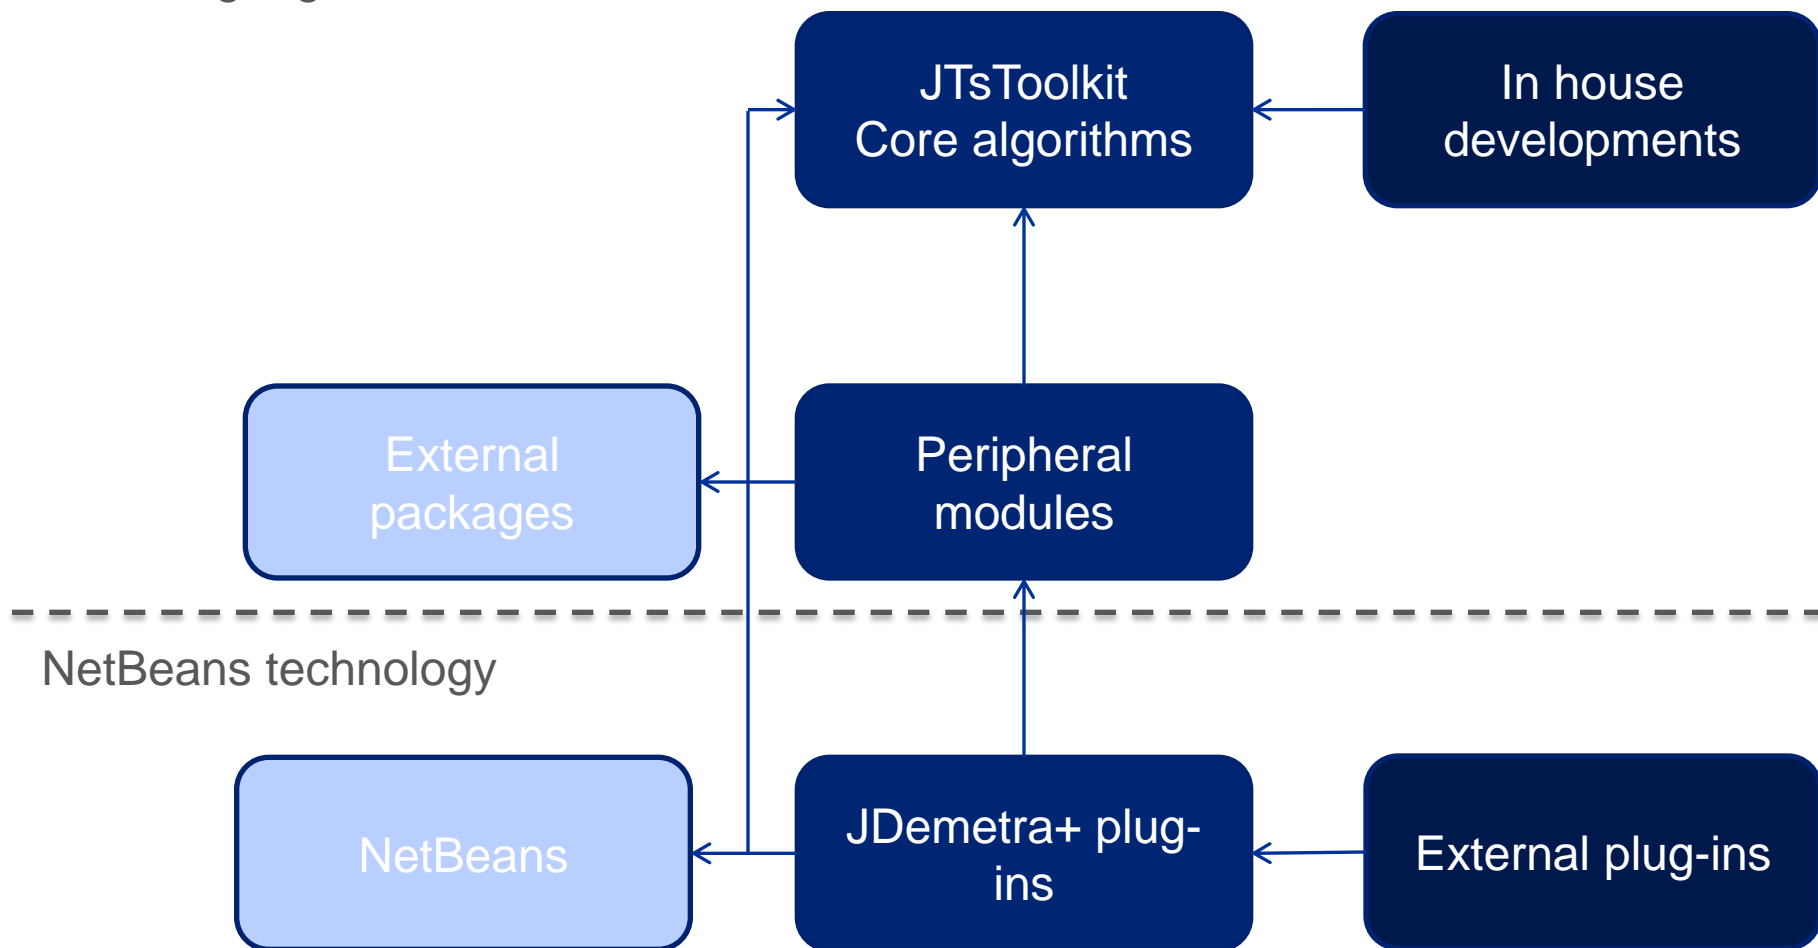 JTsToolkit
Core algorithms
In house
developments
External
packages
Peripheral
modules
NetBeans technology
NetBeans
JDemetra+ plug-
ins
External plug-ins